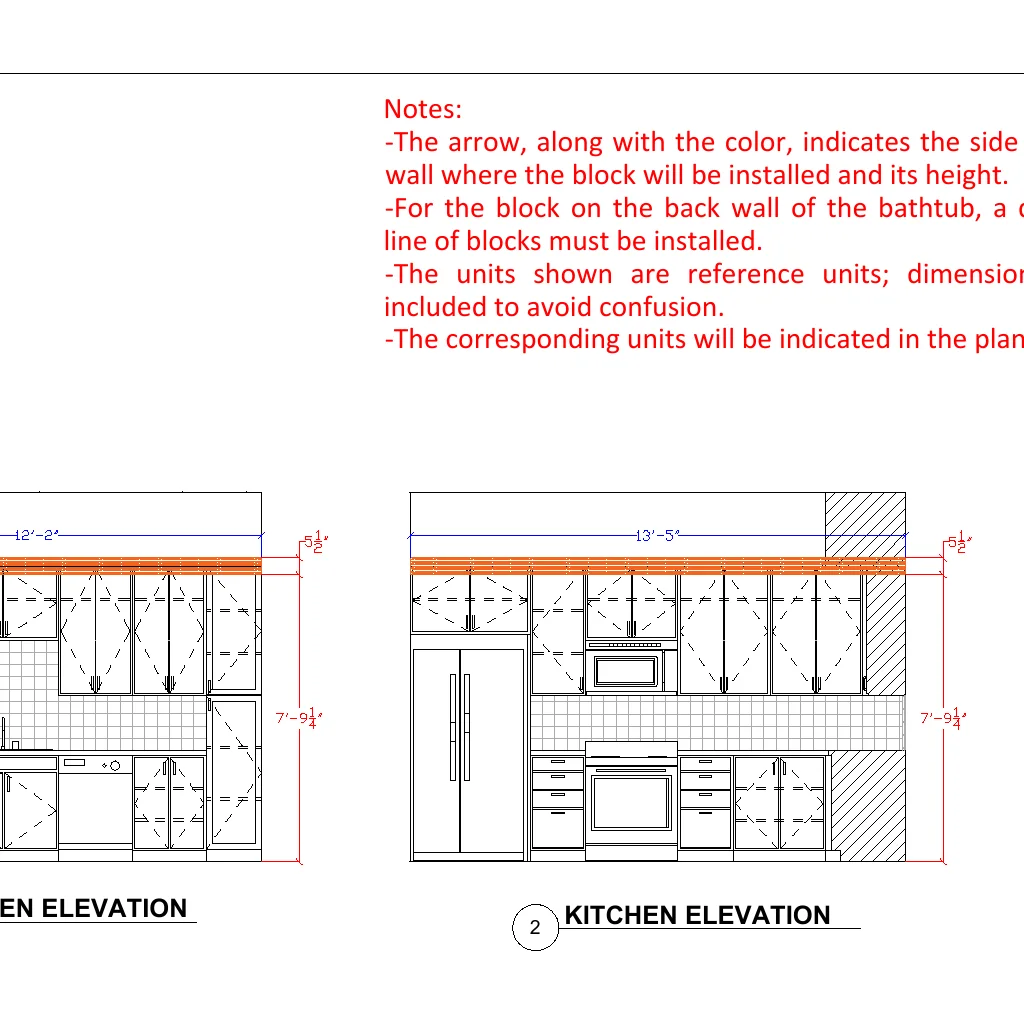 Notes:
-The arrow, along with the color, indicates the side
wall where the block will be installed and its height.
-For the block on the back wall of the bathtub, a
line of blocks must be installed.
-The units shown are reference units; dimension
included to avoid confusion.
-The corresponding units will be indicated in the plan
12'-2"
5 1/2"
13'-5"
5 1/2"
7'-9 1/4"
7'-9 1/4"
EN ELEVATION
2 KITCHEN ELEVATION